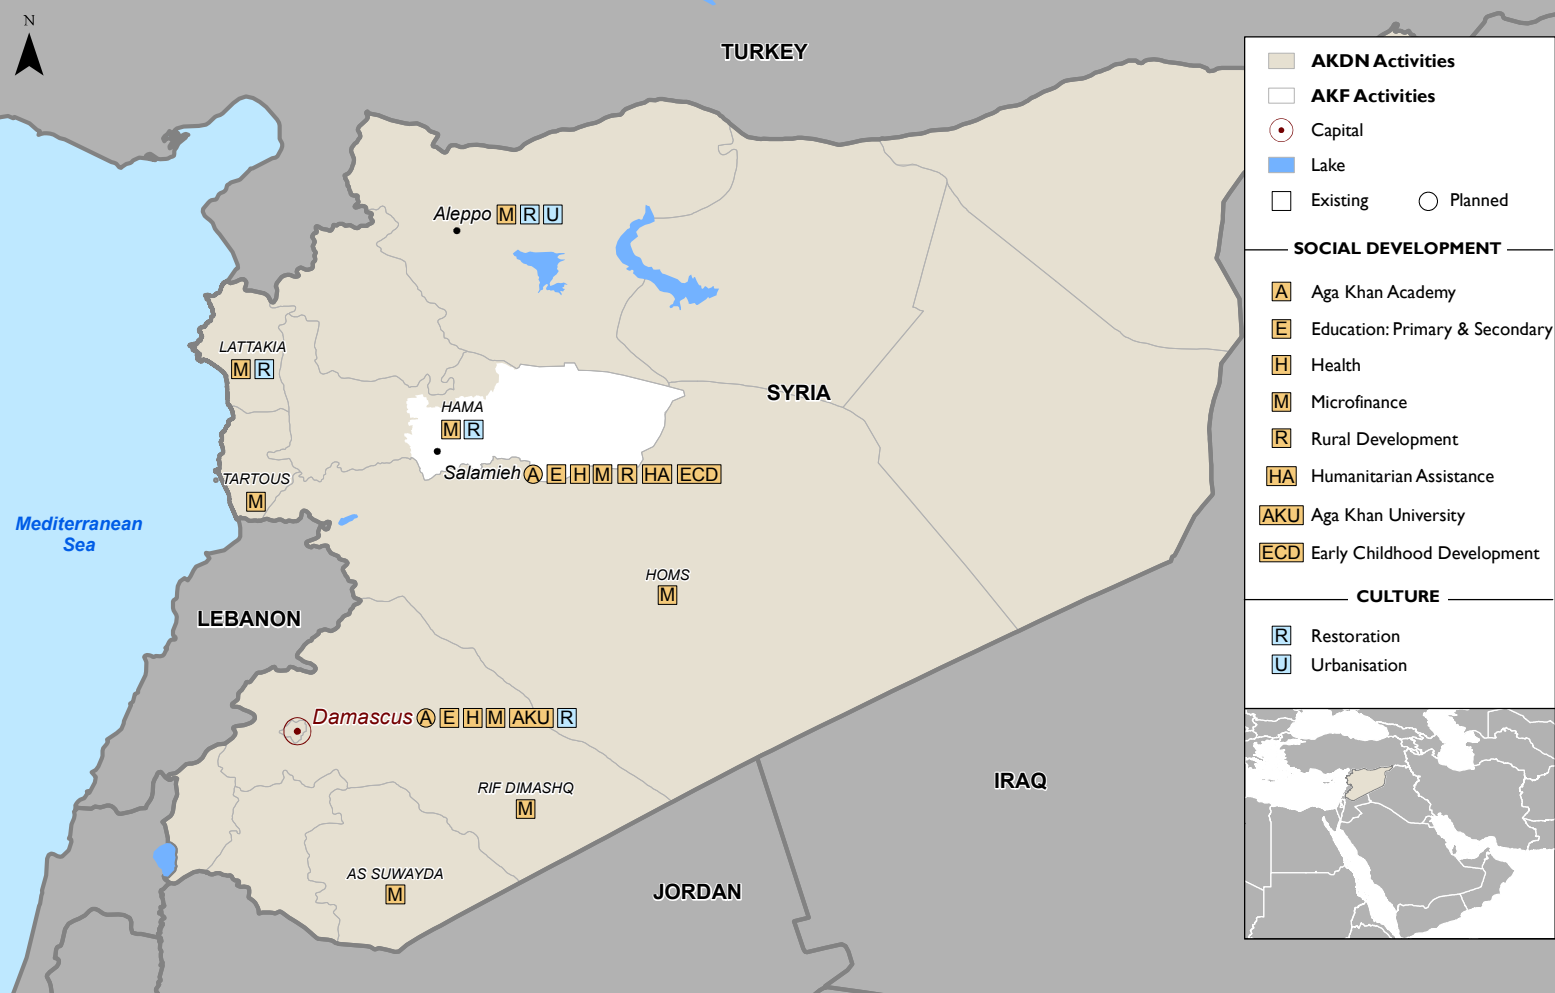 N
TURKEY
Aleppo M R U
LATTAKIA
M R
HAMA
M R
SYRIA
Salamieh A E H M R HA ECD
TARTOUS
M
Mediterranean
Sea
HOMS
M
LEBANON
Damascus A E H M AKU R
RIF DIMASHQ
M
IRAQ
AS SUWAYDA
M
JORDAN
AKDN Activities
AKF Activities
Capital
Lake
Existing Planned
SOCIAL DEVELOPMENT
A Aga Khan Academy
E Education: Primary & Secondary
H Health
M Microfinance
R Rural Development
HA Humanitarian Assistance
AKU Aga Khan University
ECD Early Childhood Development
CULTURE
R Restoration
U Urbanisation